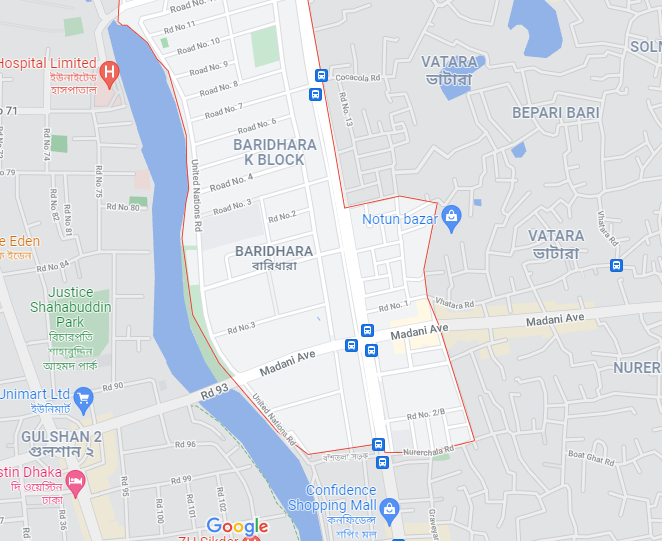 Road No. 1
Rd No 11
Road No. 10
Road No. 9
Road No. 8
Road No. 7
Road No. 6
Road No. 4
Road No. 3
Rd No.2
Hospital Limited
ইউনাইটেড
হাসপাতাল
71
Rd No. 74
79
Rd No. 75
Rd No 80
Rd No. 82
Rd No. 81
e Eden
ক ইডেন
Rd No 84
United Nations Rd
BARIDHARA
K BLOCK
Cocacola Rd
Rd No. 13
VATARA
ভাটারা
SOLM
BEPARI BARI
Notun bazar
VATARA
ভাটারা
Vatara Rd
BARIDHARA
বারিধারা
Justice
Shahabuddin
Park
বিচারপতি
শাহাবুদ্দিন
আহমদ পার্ক
Rd No.3
Rd No. 1
Vhatara Rd
Madani Ave
Madani Ave
Madani Ave
NURER
Unimart Ltd
ইউনিমার্ট
Rd 90
Rd 93
United Nations Rd
Rd No. 2/B
Nurerchala Rd
Boat Ghat Rd
GULSHAN 2
গুলশান ২
Rd 96
Rd 99
Rd 95
Rd 100
Rd 101
Rd 102
Rd 36
stin Dhaka
দি ওয়েস্টিন
ঢাকা
Confidence
Shopping Mall
কনফিডেন্স
শপিং মল
Graveyar
Google
ZH Sikder